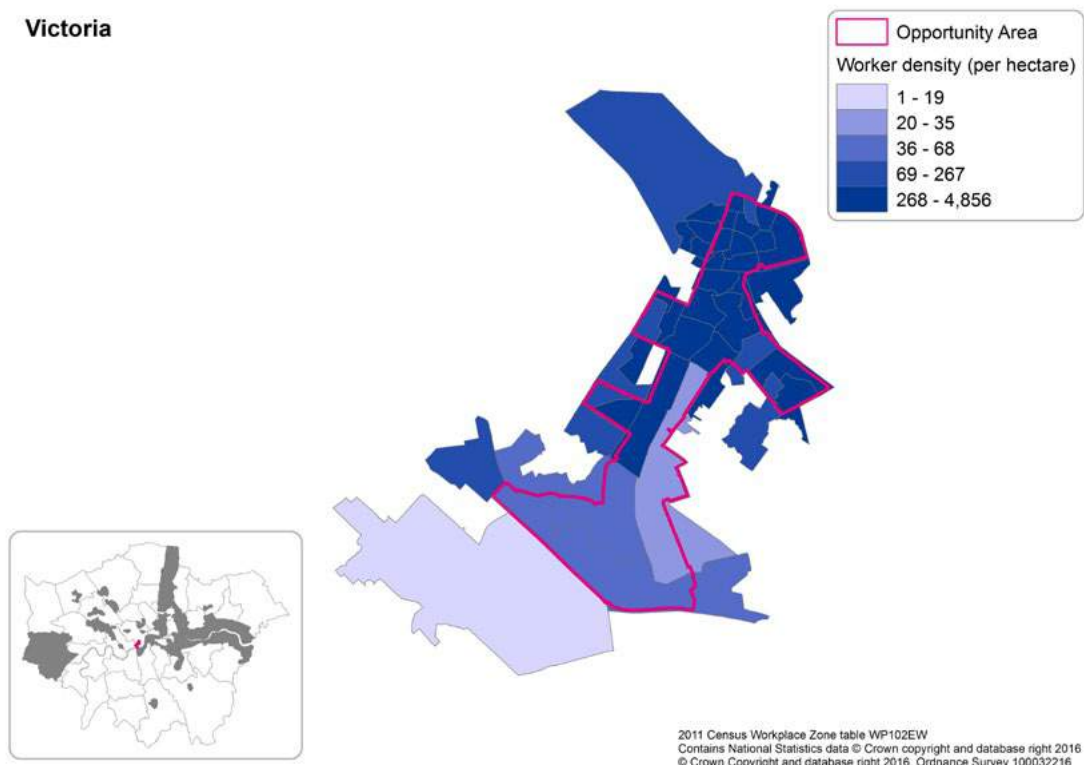 Victoria
Opportunity Area
Worker density (per hectare)
1 - 19
20 - 35
36 - 68
69 - 267
268 - 4,856
2011 Census Workplace Zone table WP102EW
Contains National Statistics data © Crown copyright and database right 2016
© Crown Copyright and database right 2016. Ordnance Survey 100032216